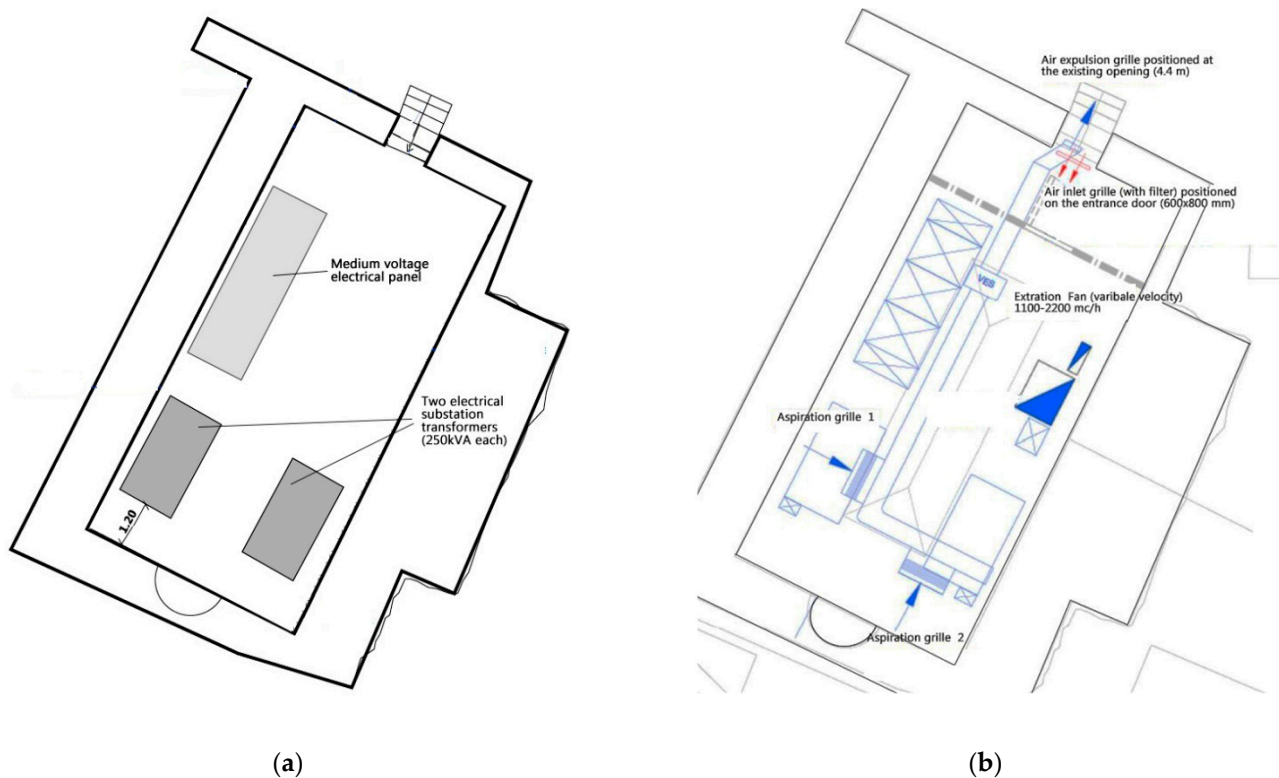 Medium voltage
electrical panel
Two electrical
substation
transformers
(250kVA each)
1.20
(a)
Air expulsion grille positioned at
the existing opening (4.4 m)
Air inlet grille (with filter) positioned
on the entrance door (600x800 mm)
VES
Extration Fan (varibale velocity)
1100-2200 mc/h
Aspiration grille 1
Aspiration grille 2
(b)